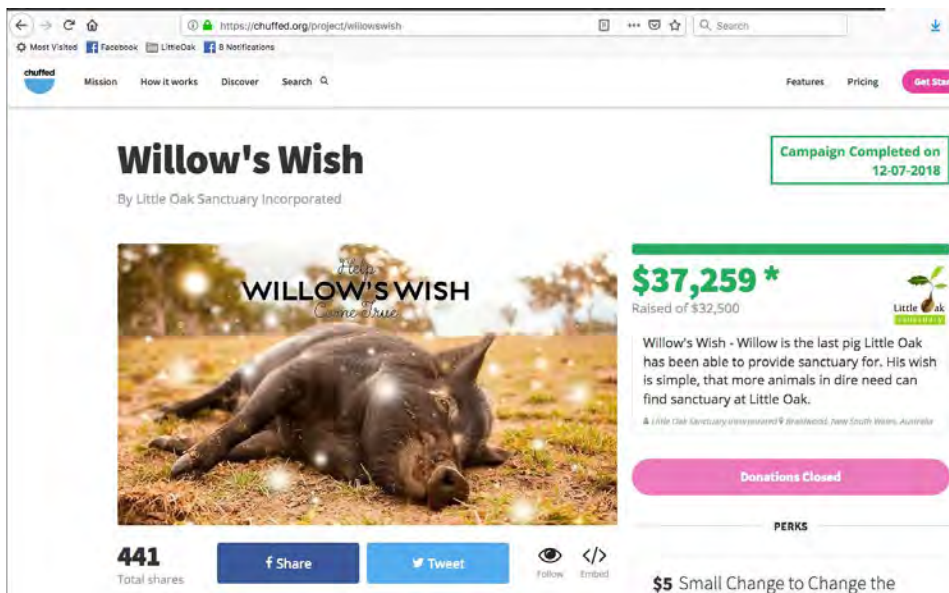 https://chuffed.org/project/willowswish
Search
Most Visited Facebook LittleOak 8 Notifications
chuffed
Mission How it works Discover Search
Features Pricing Get Star
Willow's Wish
By Little Oak Sanctuary Incorporated
Campaign Completed on
12-07-2018
Help
WILLOW'S WISH
Come True
$37,259 *
Raised of $32,500
Little Oak
Willow's Wish - Willow is the last pig Little Oak
has been able to provide sanctuary for. His wish
is simple, that more animals in dire need can
find sanctuary at Little Oak.
Little Oak Sanctuary Incorporated Braidwood, New South Wales, Australia
Donations Closed
PERKS
441
Total shares
Share
Tweet
Follow
Embed
$5 Small Change to Change the